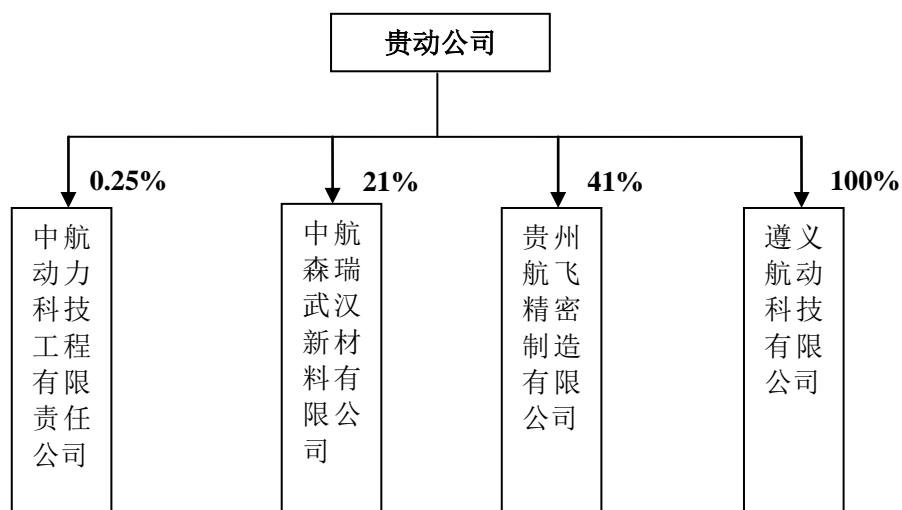 贵动公司
0.25%
21%
41%
100%
中航
动力
科技
工程
有限
责任
公司
中航
森瑞
武汉
新材
料有
限公
司
贵州
航飞
精密
制造
有限
公司
遵义
航动
科技
有限
公司